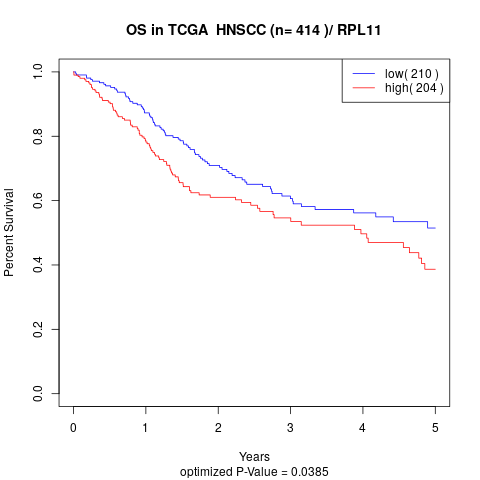 OS in TCGA  HNSCC (n= 414 )/ RPL11
low( 210 )
high( 204 )
Percent Survival
1.0
0.8
0.6
0.4
0.2
0.0
0 1 2 3 4 5
Years
optimized P-Value = 0.0385